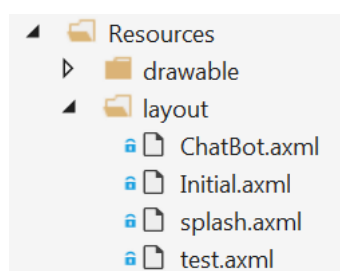 Resources
drawable
layout
ChatBot.axml
Initial.axml
splash.axml
test.axml